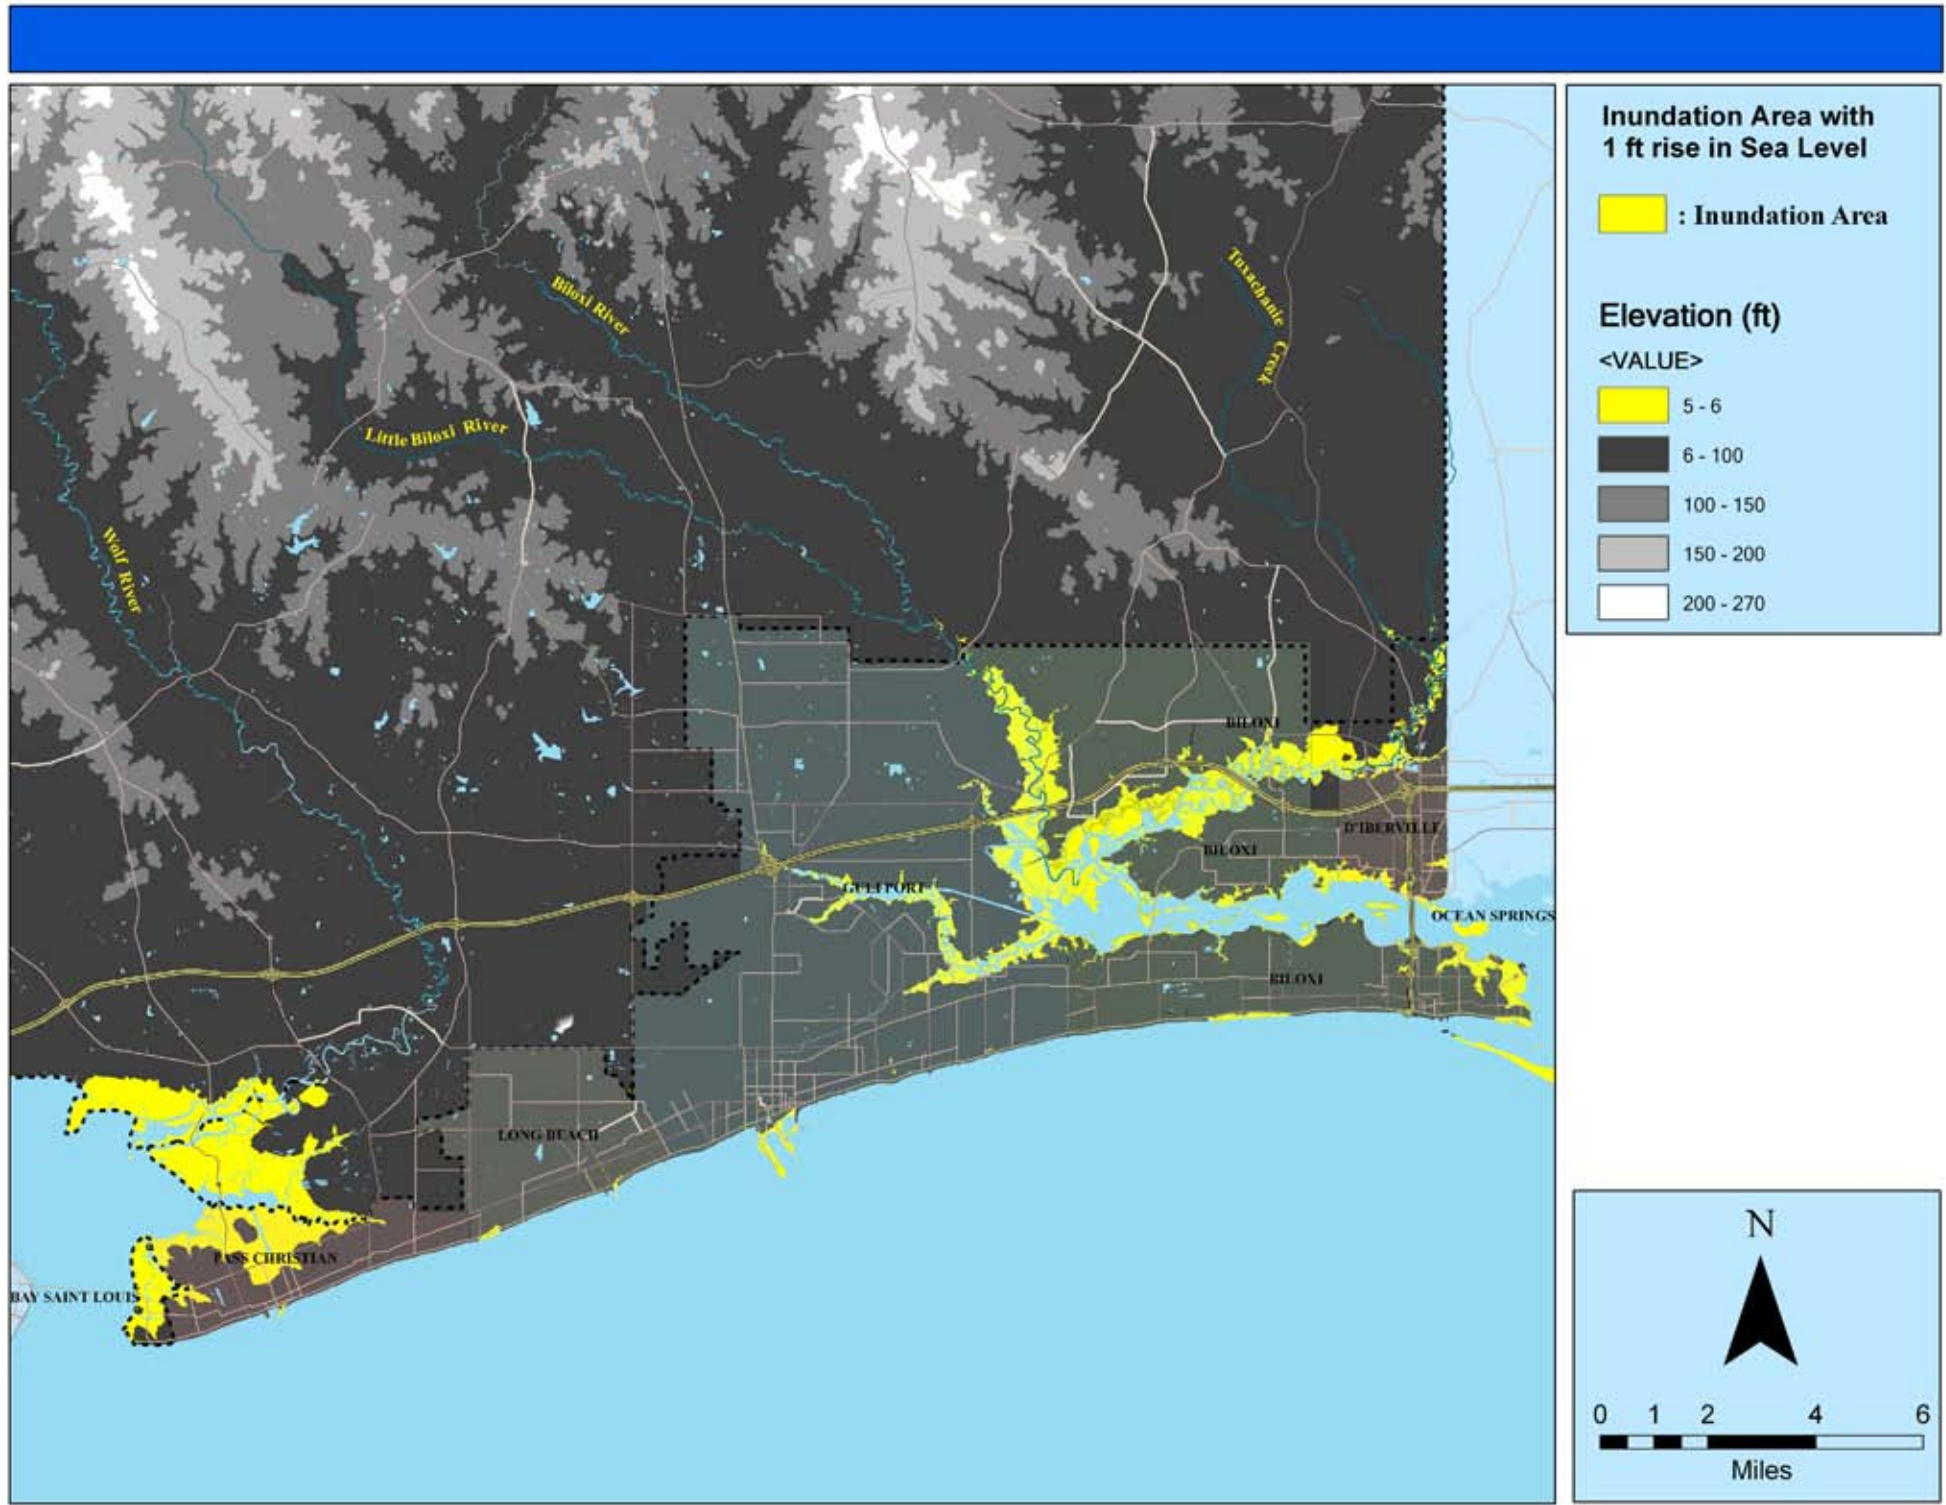 Inundation Area with
1 ft rise in Sea Level
: Inundation Area
Elevation (ft)
<VALUE>
5 - 6
6 - 100
100 - 150
150 - 200
200 - 270
Tuxachanie Creek
Biloxi River
Little Biloxi River
Wolf River
BILOXI
D'IBERVILLE
BILOXI
GULFPORT
OCEAN SPRINGS
BILOXI
LONG BEACH
PASS CHRISTIAN
BAY SAINT LOUIS
N
0 1 2 4 6
Miles